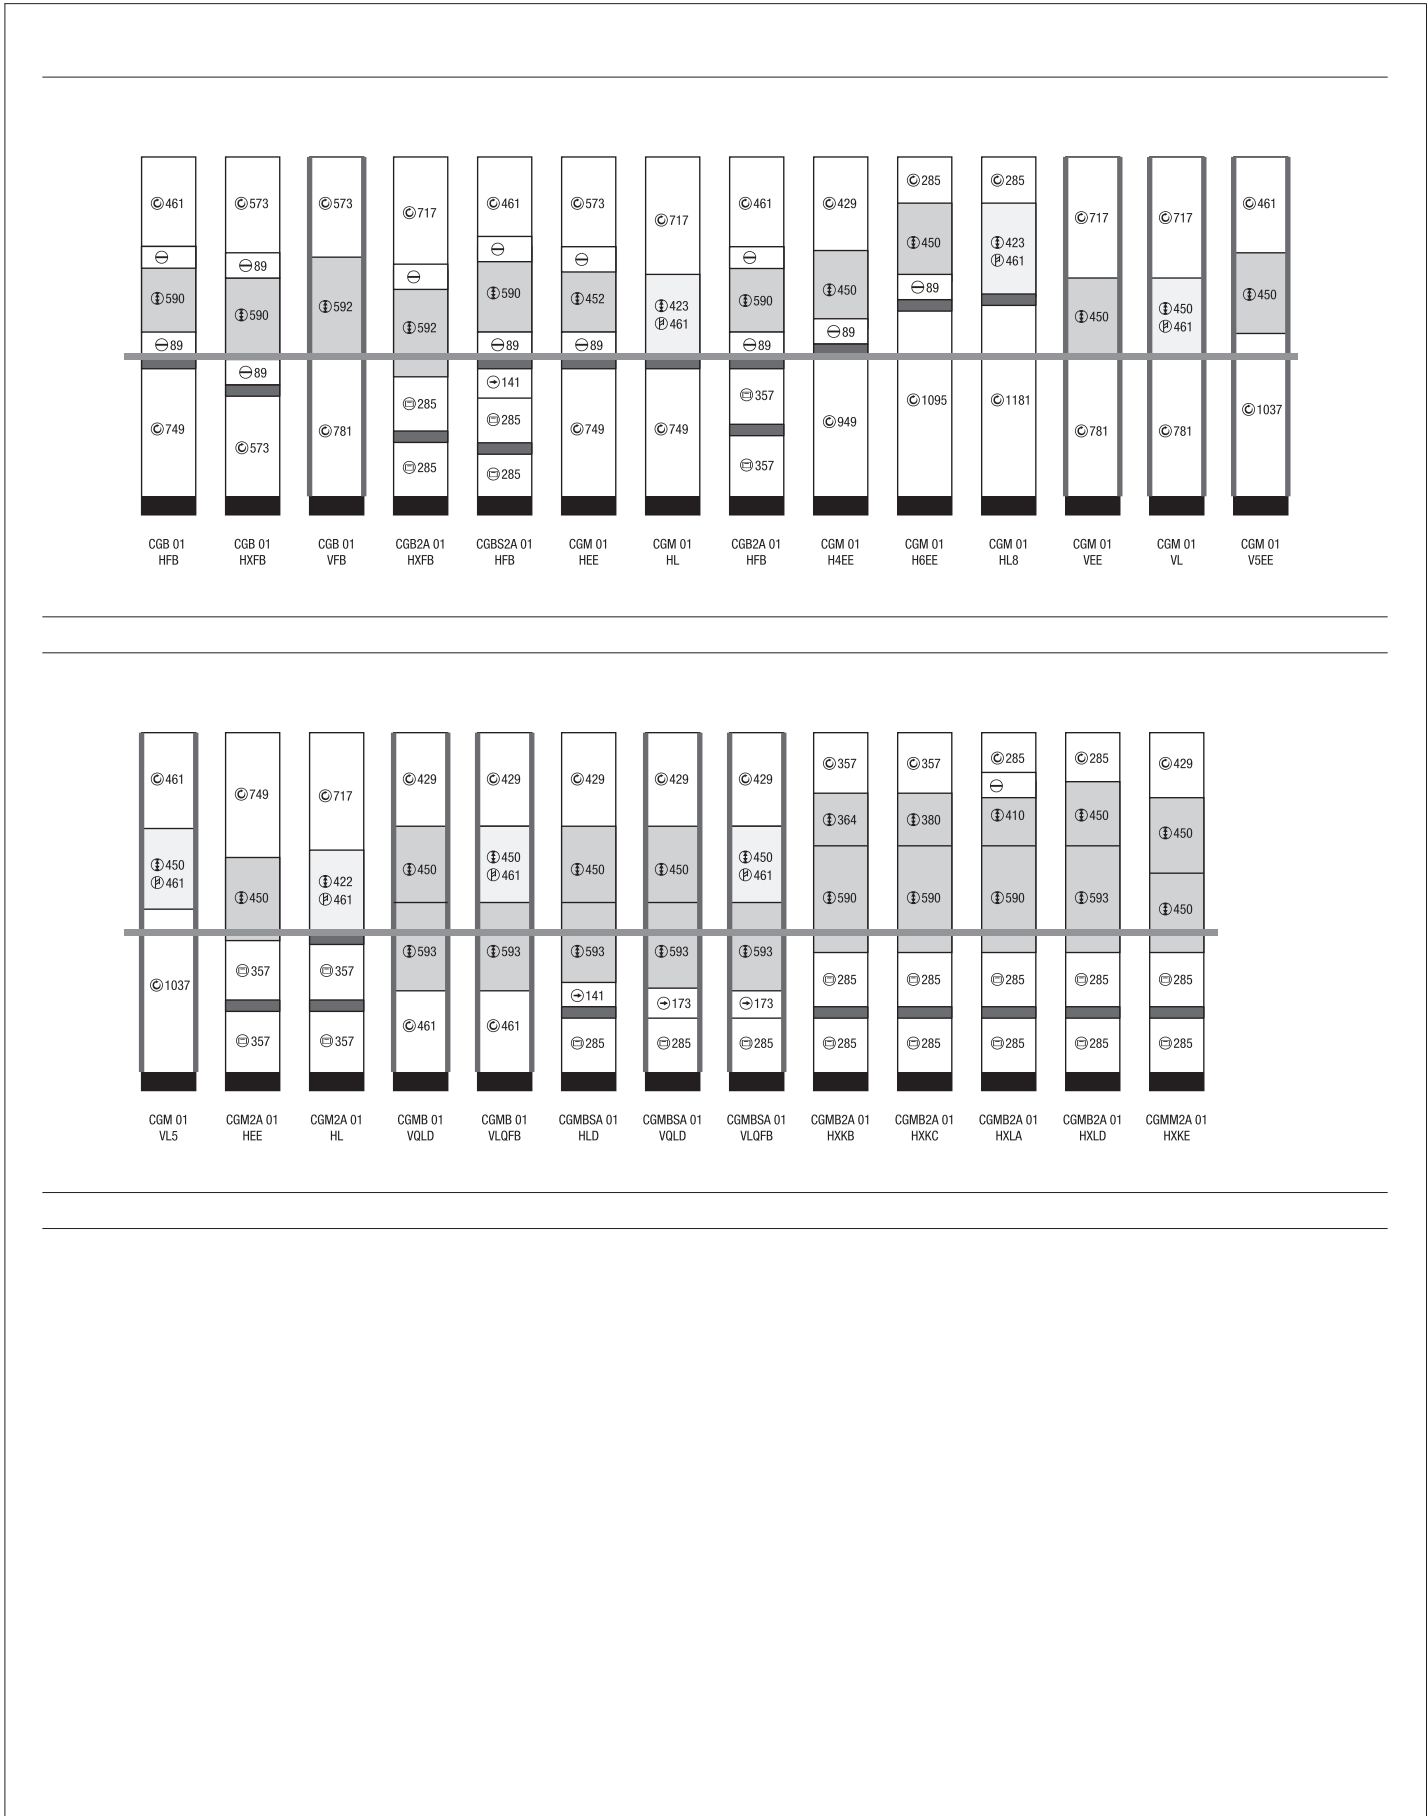 461 573 573 717 461 573 717 461 429 285 285 717 717 461
89
590 590 592 592 590 452 423 461 590 450 450 423 461 450 450 461 450
89 89 89 89 89 89 89
141
285 285 357
749 573 781 285 285 749 749 357 949 1095 1181 781 781 1037
CGB 01 CGB 01 CGB 01 CGB2A 01 CGBS2A 01 CGM 01 CGM 01 CGB2A 01 CGM 01 CGM 01 CGM 01 CGM 01 CGM 01 CGM 01
HFB HXFB VFB HXFB HFB HEE HL HFB H4EE H6EE HL8 VEE VL V5EE
461 749 717 429 429 429 429 429 357 357 285 285 429
364 380 410 450 450
450 461 450 422 461 450 450 461 450 450 450 461 590 590 590 593 450
593 593 593 593 593
141 173 173
357 357 285 285 285 285 285
1037 357 357 461 461 285 285 285 285 285 285 285 285
CGM 01 CGM2A 01 CGM2A 01 CGMB 01 CGMB 01 CGMBSA 01 CGMBSA 01 CGMBSA 01 CGMB2A 01 CGMB2A 01 CGMB2A 01 CGMB2A 01 CGMM2A 01
VL5 HEE HL VQLD VLQFB HLD VQLD VLQFB HXKB HXKC HXLA HXLD HXKE